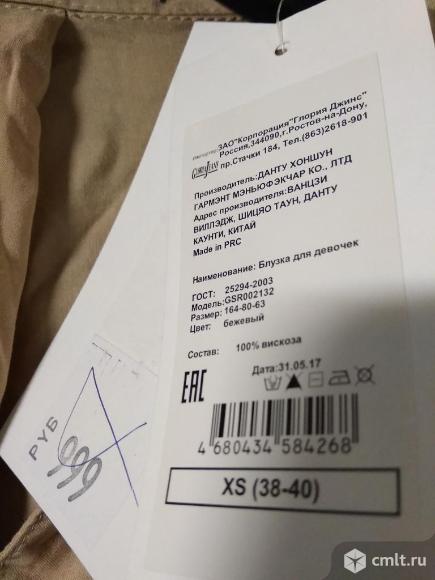 Импортер: ЗАО"Корпорация"Глория Джинс"
Россия,344090,г.Ростов-на-Дону,
пр.Стачки 184, Тел.(863)2618-901
GLORIA JEANS
Производитель:ДАНТУ ХОНШУН
ГАРМЭНТ МЭНЬЮФЭКЧАР КО., ЛТД
Адрес производителя:ВАНЦЗИ
ВИЛЛЭДЖ, ШИЦЯО ТАУН, ДАНТУ
КАУНТИ, КИТАЙ
Made in PRC
Наименование: Блузка для девочек
ГОСТ: 25294-2003
Модель:GSR002132
Размер: 164-80-63
Цвет: бежевый
Состав: 100% вискоза
Дата:31.05.17
EAC
4 680434 584268
XS (38-40)
РУБ 999
cmlt.ru